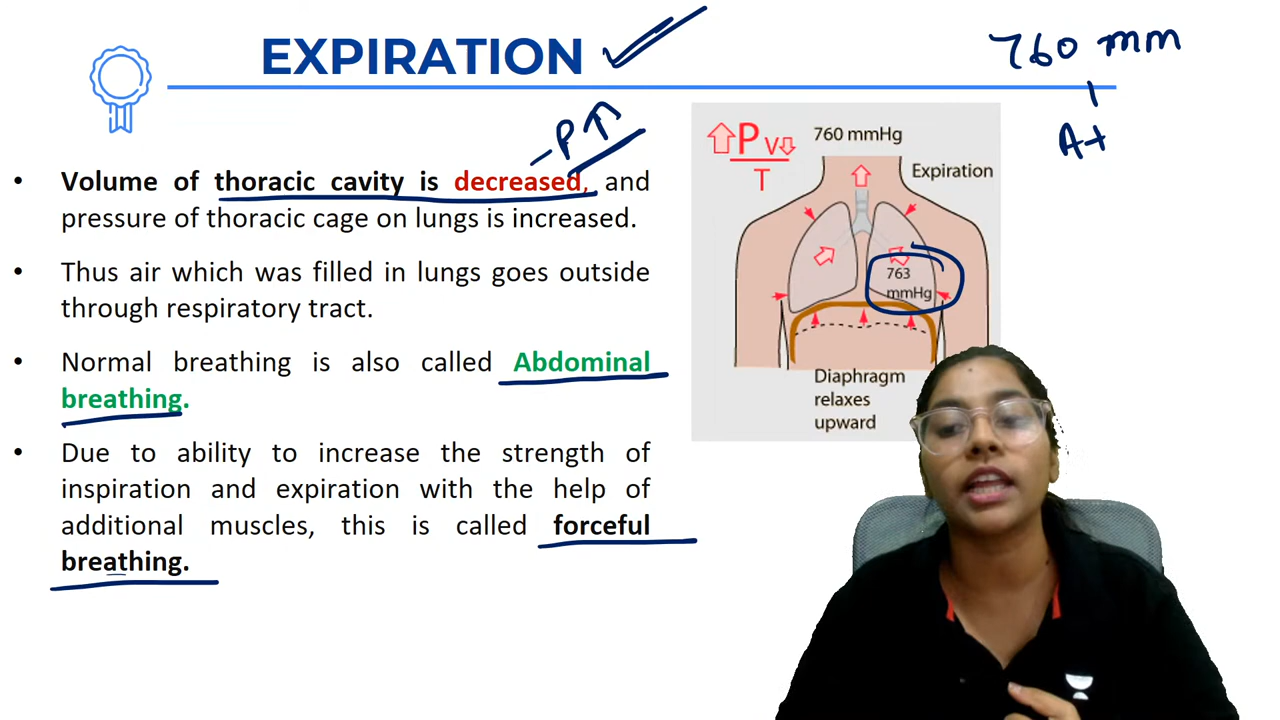 EXPIRATION
760 mm
At
-P↑
• Volume of thoracic cavity is decreased, and
pressure of thoracic cage on lungs is increased.
• Thus air which was filled in lungs goes outside
through respiratory tract.
• Normal breathing is also called Abdominal
breathing.
• Due to ability to increase the strength of
inspiration and expiration with the help of
additional muscles, this is called forceful
breathing.
⇧P V⇩
T
760 mmHg
Expiration
763
mmHg
Diaphragm
relaxes
upward